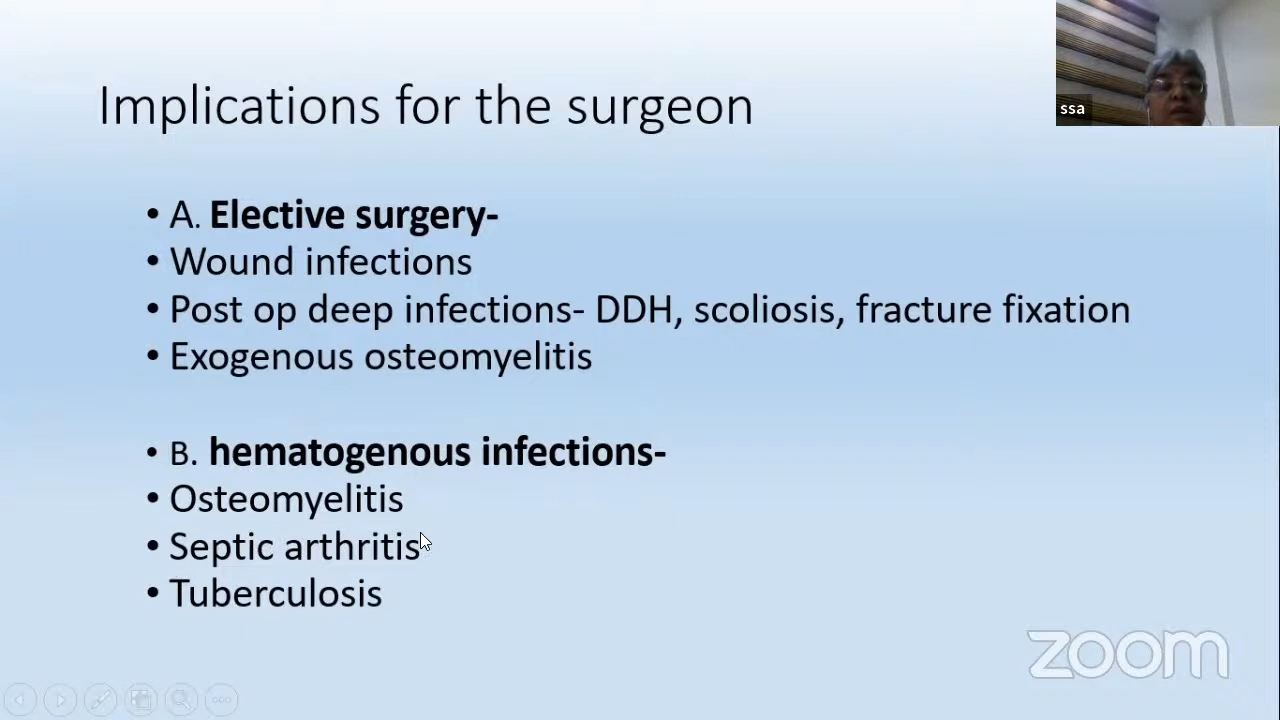 Implications for the surgeon
ssa
• A. Elective surgery-
• Wound infections
• Post op deep infections- DDH, scoliosis, fracture fixation
• Exogenous osteomyelitis
• B. hematogenous infections-
• Osteomyelitis
• Septic arthritis
• Tuberculosis
zoom